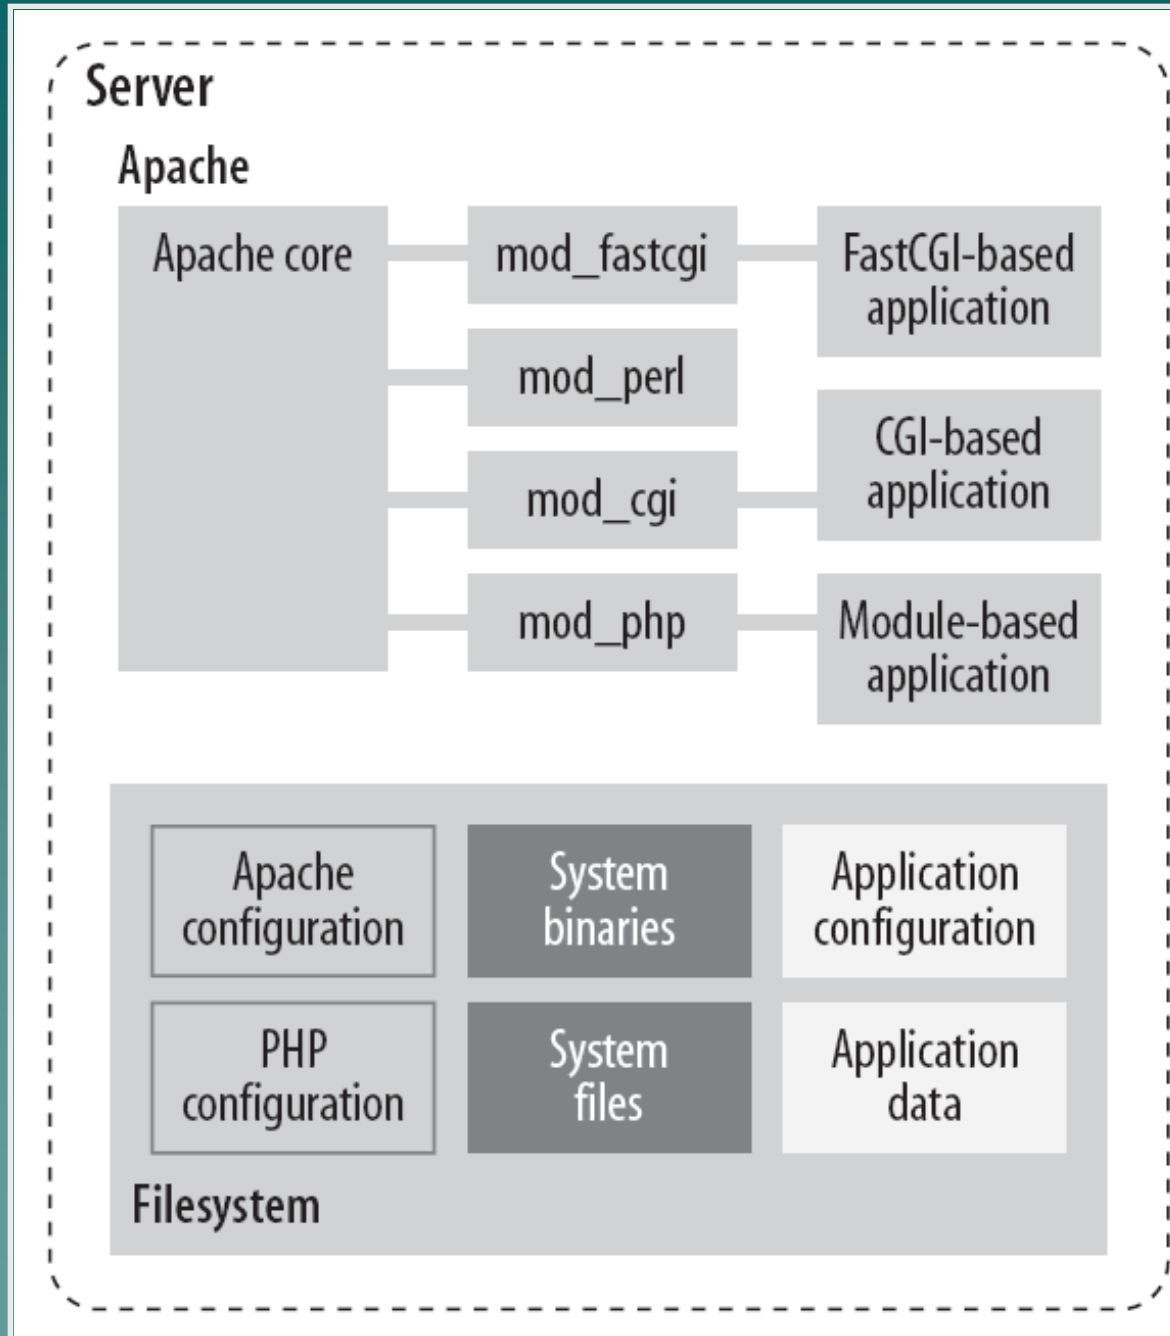 Server
Apache
Apache core
mod_fastcgi
FastCGI-based
application
mod_perl
CGI-based
application
mod_cgi
mod_php
Module-based
application
Apache
configuration
System
binaries
Application
configuration
PHP
configuration
System
files
Application
data
Filesystem